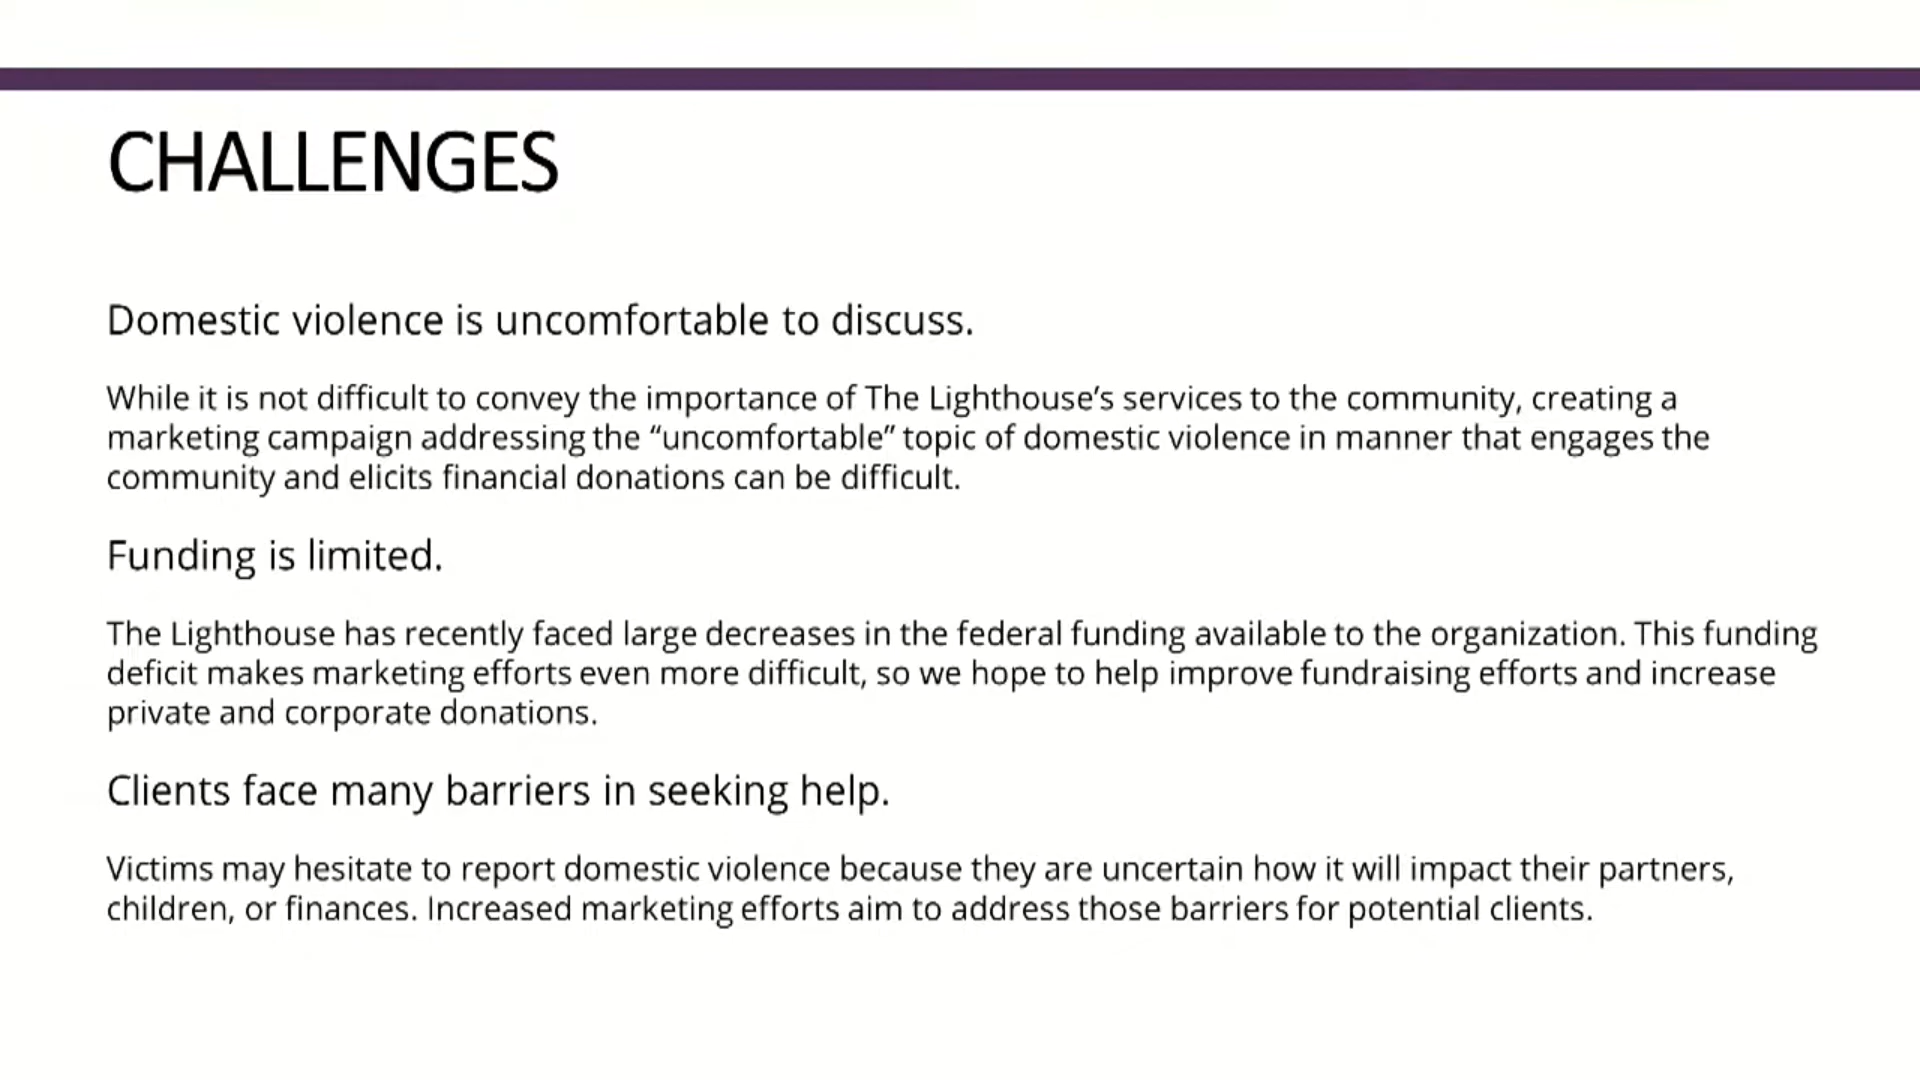 CHALLENGES
Domestic violence is uncomfortable to discuss.
While it is not difficult to convey the importance of The Lighthouse’s services to the community, creating a
marketing campaign addressing the “uncomfortable” topic of domestic violence in manner that engages the
community and elicits financial donations can be difficult.
Funding is limited.
The Lighthouse has recently faced large decreases in the federal funding available to the organization. This funding
deficit makes marketing efforts even more difficult, so we hope to help improve fundraising efforts and increase
private and corporate donations.
Clients face many barriers in seeking help.
Victims may hesitate to report domestic violence because they are uncertain how it will impact their partners,
children, or finances. Increased marketing efforts aim to address those barriers for potential clients.